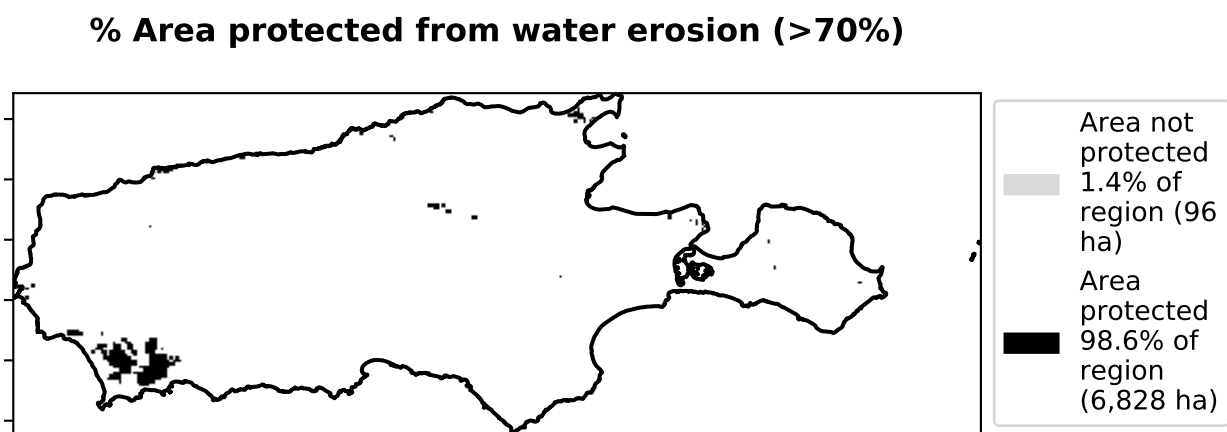 % Area protected from water erosion (>70%)
Area not
protected
1.4% of
region (96
ha)
Area
protected
98.6% of
region
(6,828 ha)